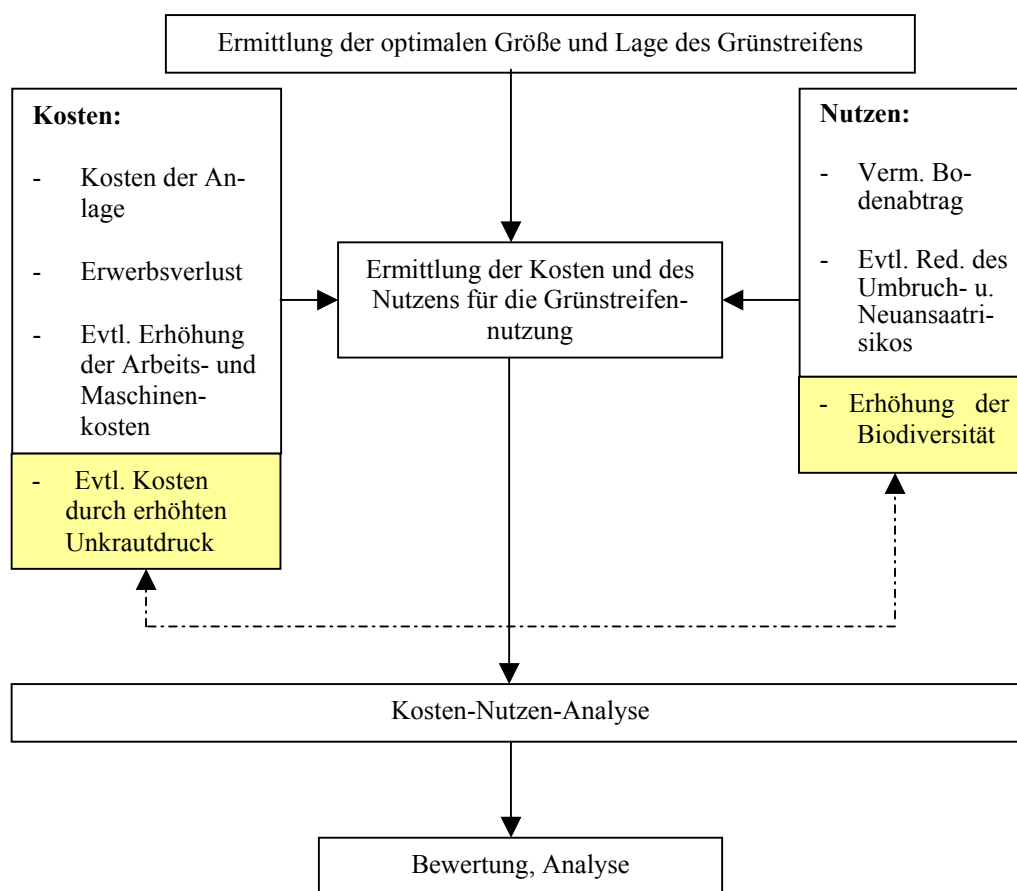 Ermittlung der optimalen Größe und Lage des Grünstreifens
Kosten:
- Kosten der An-
lage
- Erwerbsverlust
- Evtl. Erhöhung
der Arbeits- und
Maschinen-
kosten
- Evtl. Kosten
durch erhöhten
Unkrautdruck
Ermittlung der Kosten und des
Nutzens für die Grünstreifen-
nutzung
Nutzen:
- Verm. Bo-
denabtrag
- Evtl. Red. des
Umbruch- u.
Neuansaatri-
sikos
- Erhöhung der
Biodiversität
Kosten-Nutzen-Analyse
Bewertung, Analyse